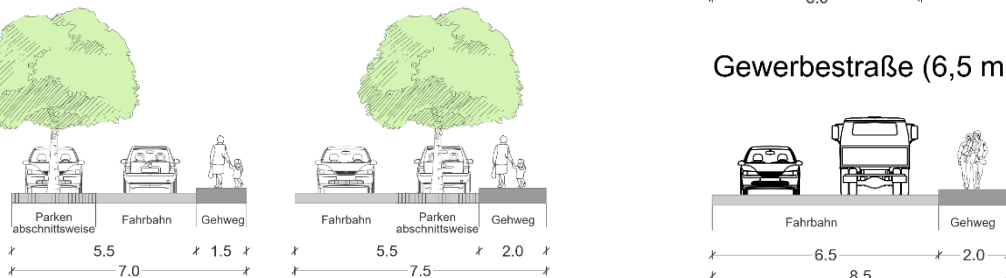 Gewerbestraße (6,5 m
Parken
abschnittsweise
Fahrbahn
Gehweg
5.5
1.5
7.0
Fahrbahn
Parken
abschnittsweise
Gehweg
5.5
2.0
7.5
Fahrbahn
Gehweg
6.5
2.0
8.5